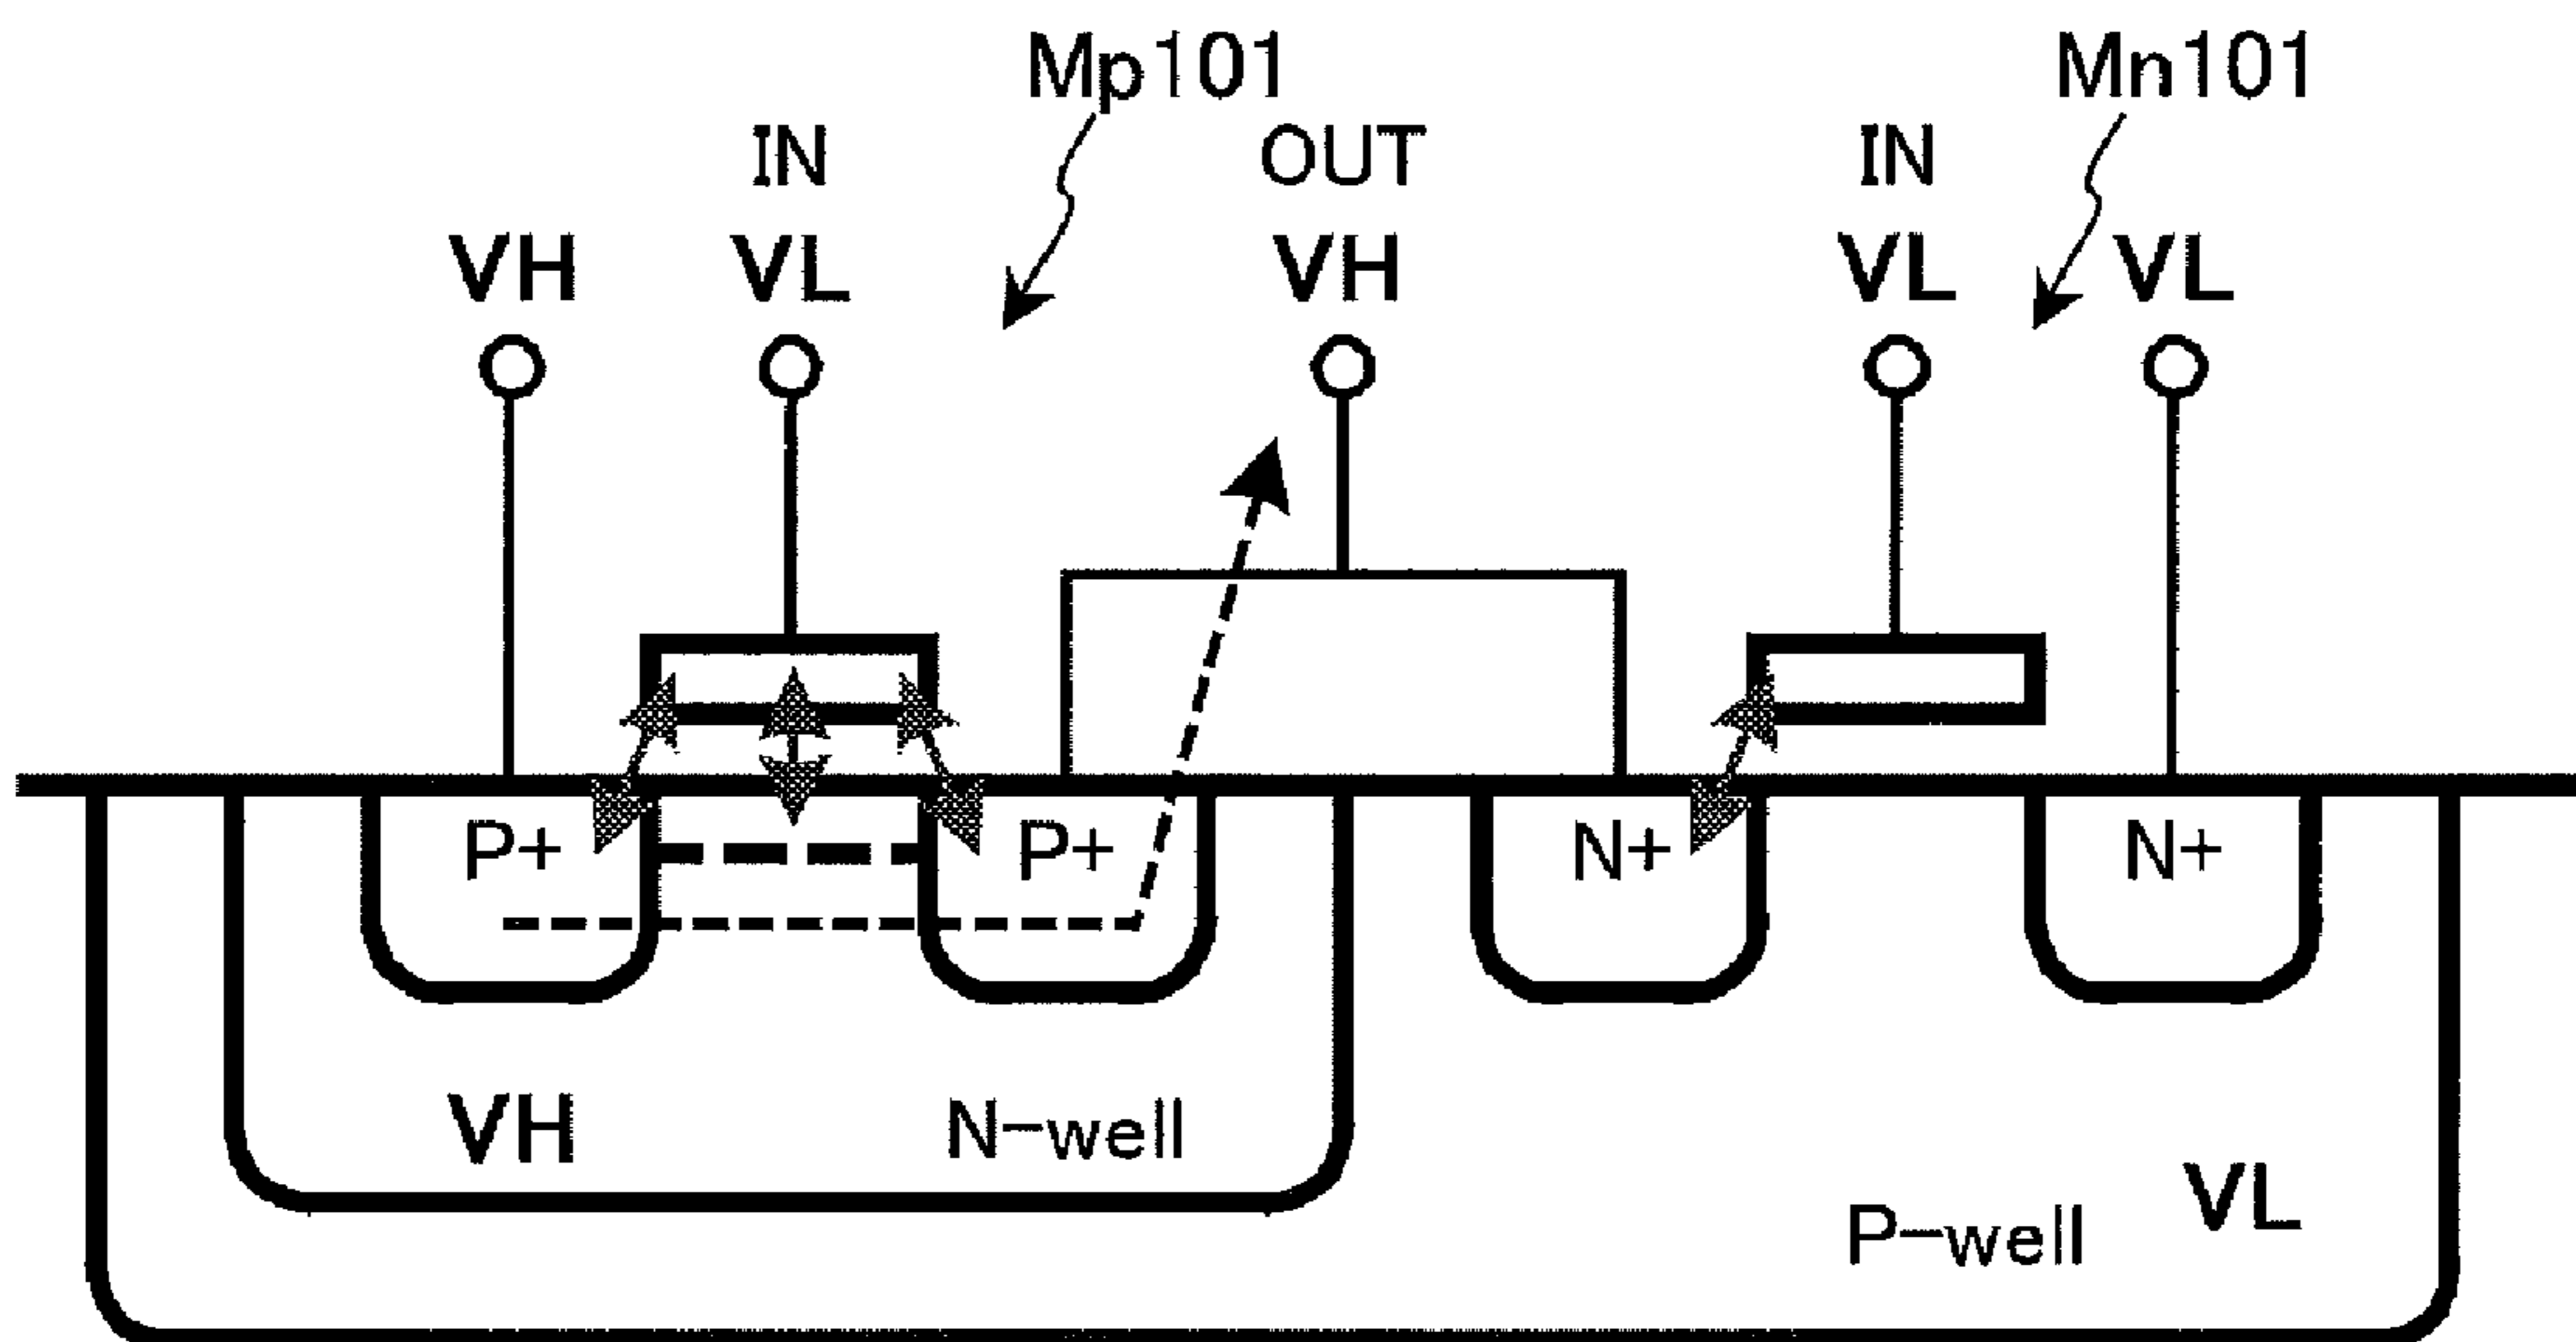 Mp101 Mn101
IN OUT IN
VH VL VH VL VL
P+ P+ N+ N+
VH N-well
P-well VL